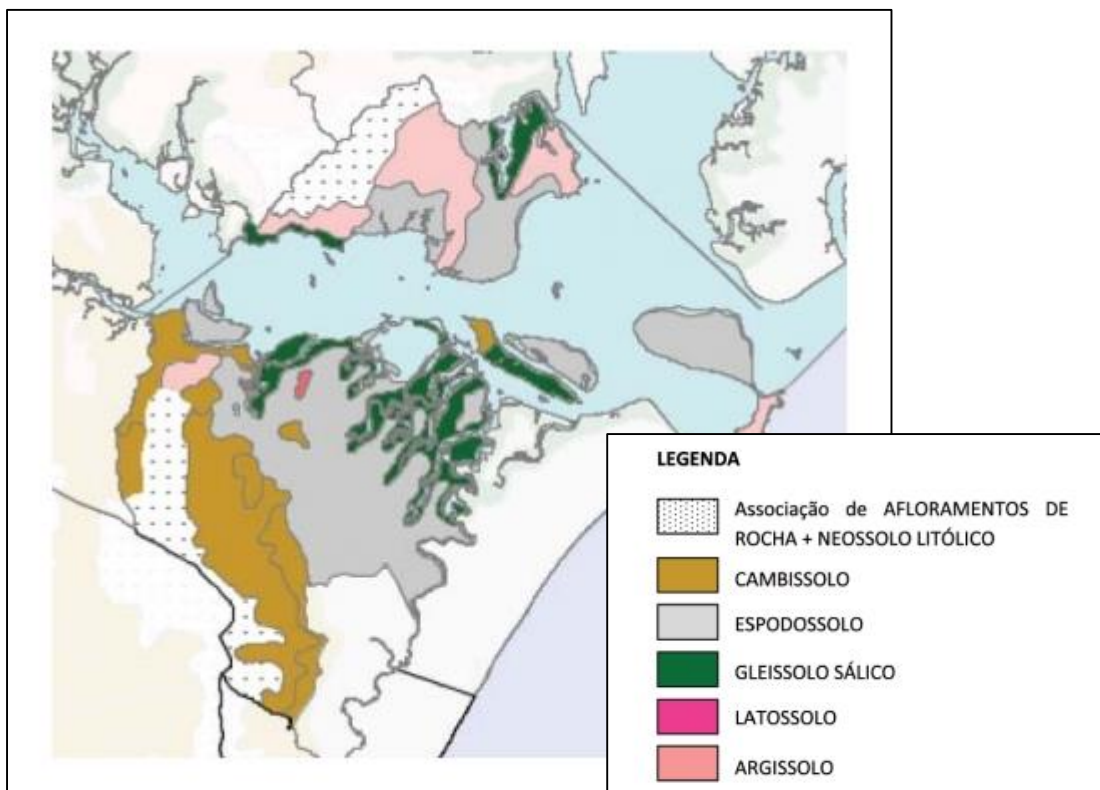 LEGENDA
Associação de AFLORAMENTOS DE
ROCHA + NEOSSOLO LITÓLICO
CAMBISSOLO
ESPODOSSOLO
GLEISSOLO SÁLICO
LATOSSOLO
ARGISSOLO